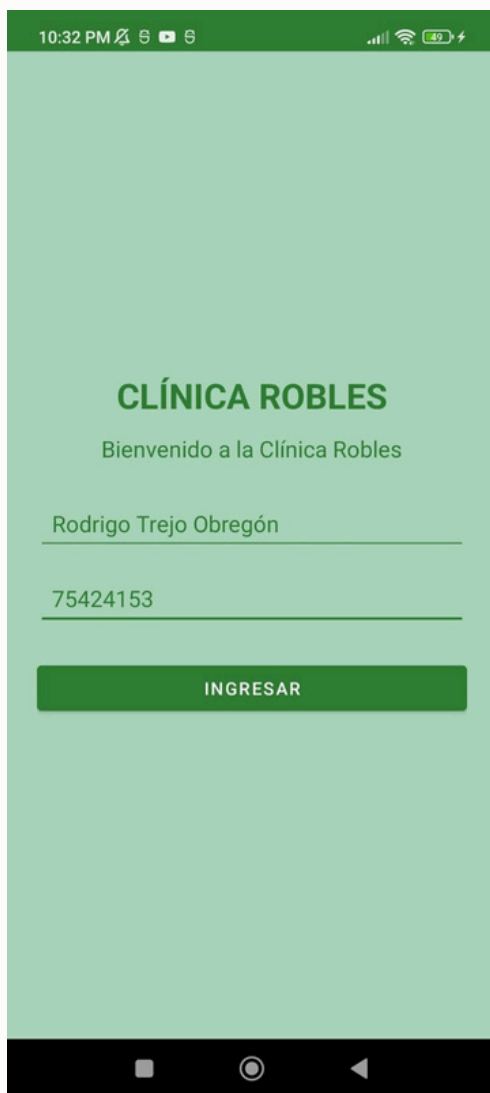 10:32 PM
49
CLÍNICA ROBLES
Bienvenido a la Clínica Robles
Rodrigo Trejo Obregón
75424153
INGRESAR